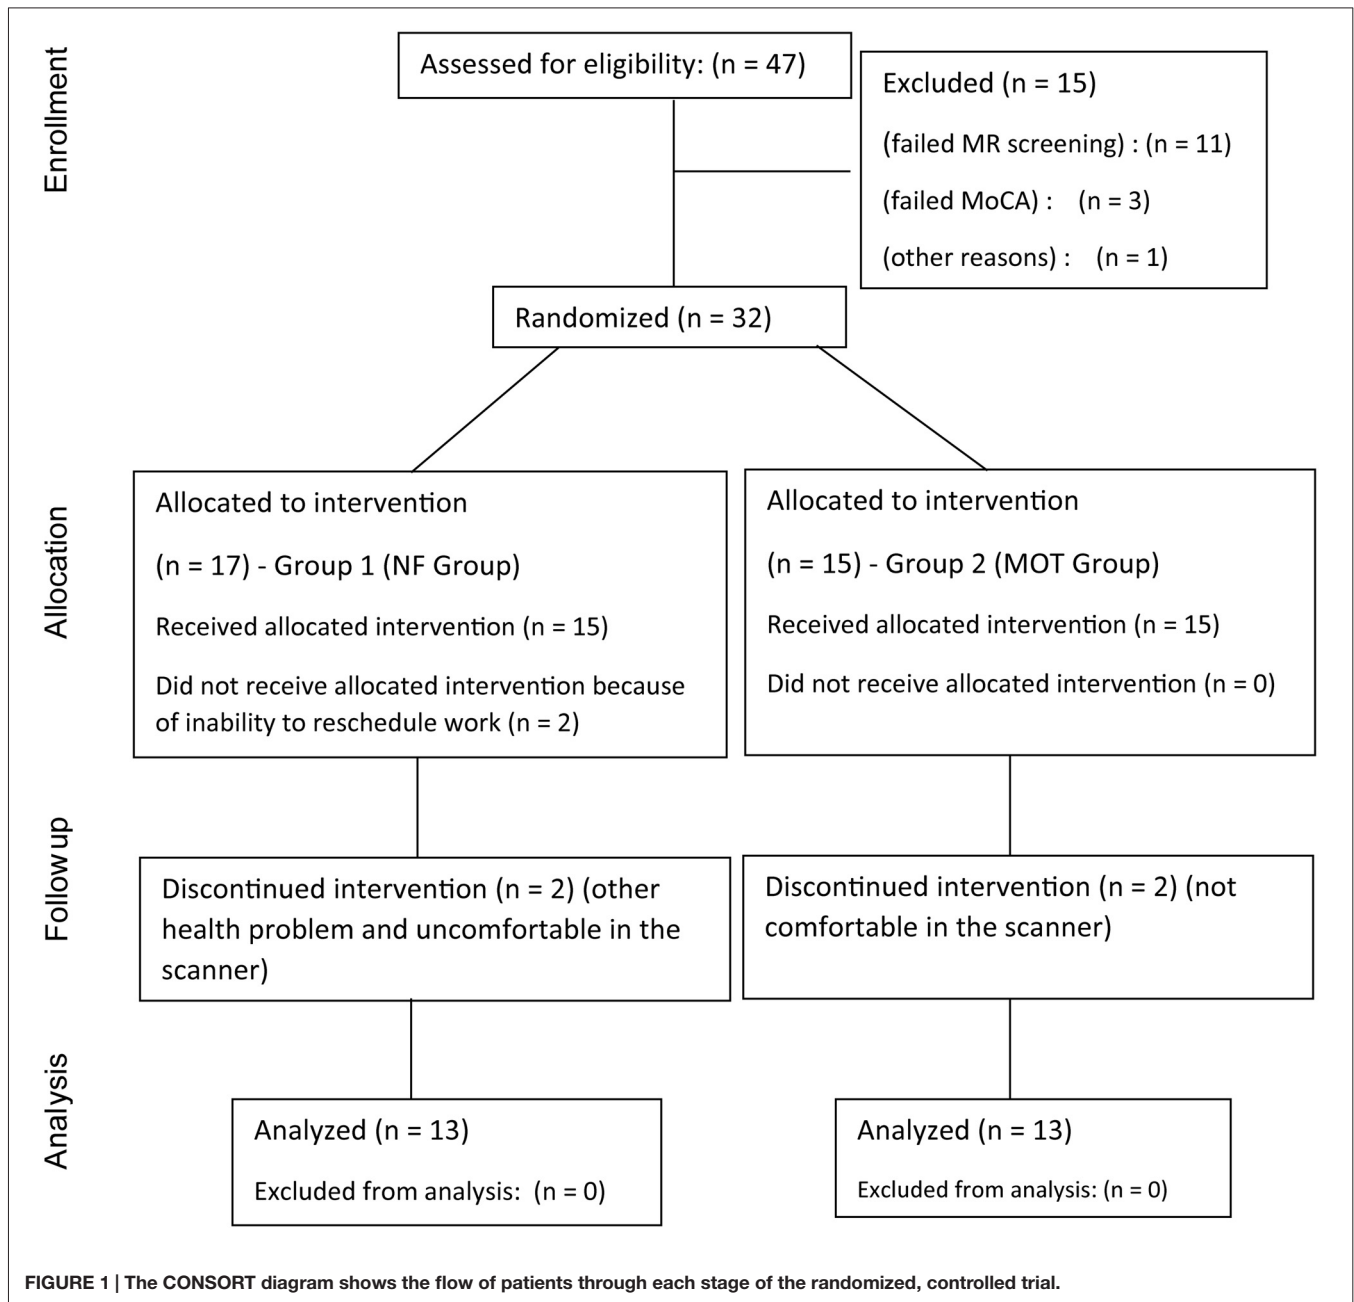 Enrollment
Assessed for eligibility: (n = 47)
Excluded (n = 15)
(failed MR screening) : (n = 11)
(failed MoCA) : (n = 3)
(other reasons) : (n = 1)
Randomized (n = 32)
Allocation
Allocated to intervention
(n = 17) - Group 1 (NF Group)
Received allocated intervention (n = 15)
Did not receive allocated intervention because
of inability to reschedule work (n = 2)
Allocated to intervention
(n = 15) - Group 2 (MOT Group)
Received allocated intervention (n = 15)
Did not receive allocated intervention (n = 0)
Followup
Discontinued intervention (n = 2) (other
health problem and uncomfortable in the
scanner)
Discontinued intervention (n = 2) (not
comfortable in the scanner)
Analysis
Analyzed (n = 13)
Excluded from analysis: (n = 0)
Analyzed (n = 13)
Excluded from analysis: (n = 0)
FIGURE 1 | The CONSORT diagram shows the flow of patients through each stage of the randomized, controlled trial.